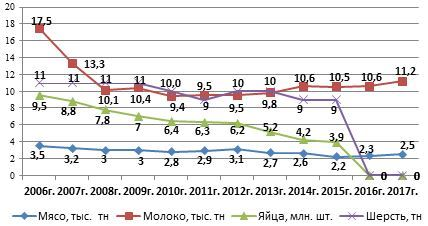 20
18
16
14
12
10
8
6
4
2
0
17,5
13,3
11 11 11 11 10,0 9,5 10 10 10,6 10,5 10,6 11,2
10,1 10,4 9,4 9 9,5 9,8 9 9
9,5 8,8 7,8 7 6,4 6,3 6,2 5,2 4,2 3,9
3,5 3,2 3 3 2,8 2,9 3,1 2,7 2,6 2,2 2,3 2,5
0 0
2006г. 2007г. 2008г. 2009г. 2010г. 2011г. 2012г. 2013г. 2014г. 2015г. 2016г. 2017г.
Мясо, тыс. тн Молоко, тыс. тн Яйца, млн. шт. Шерсть, тн